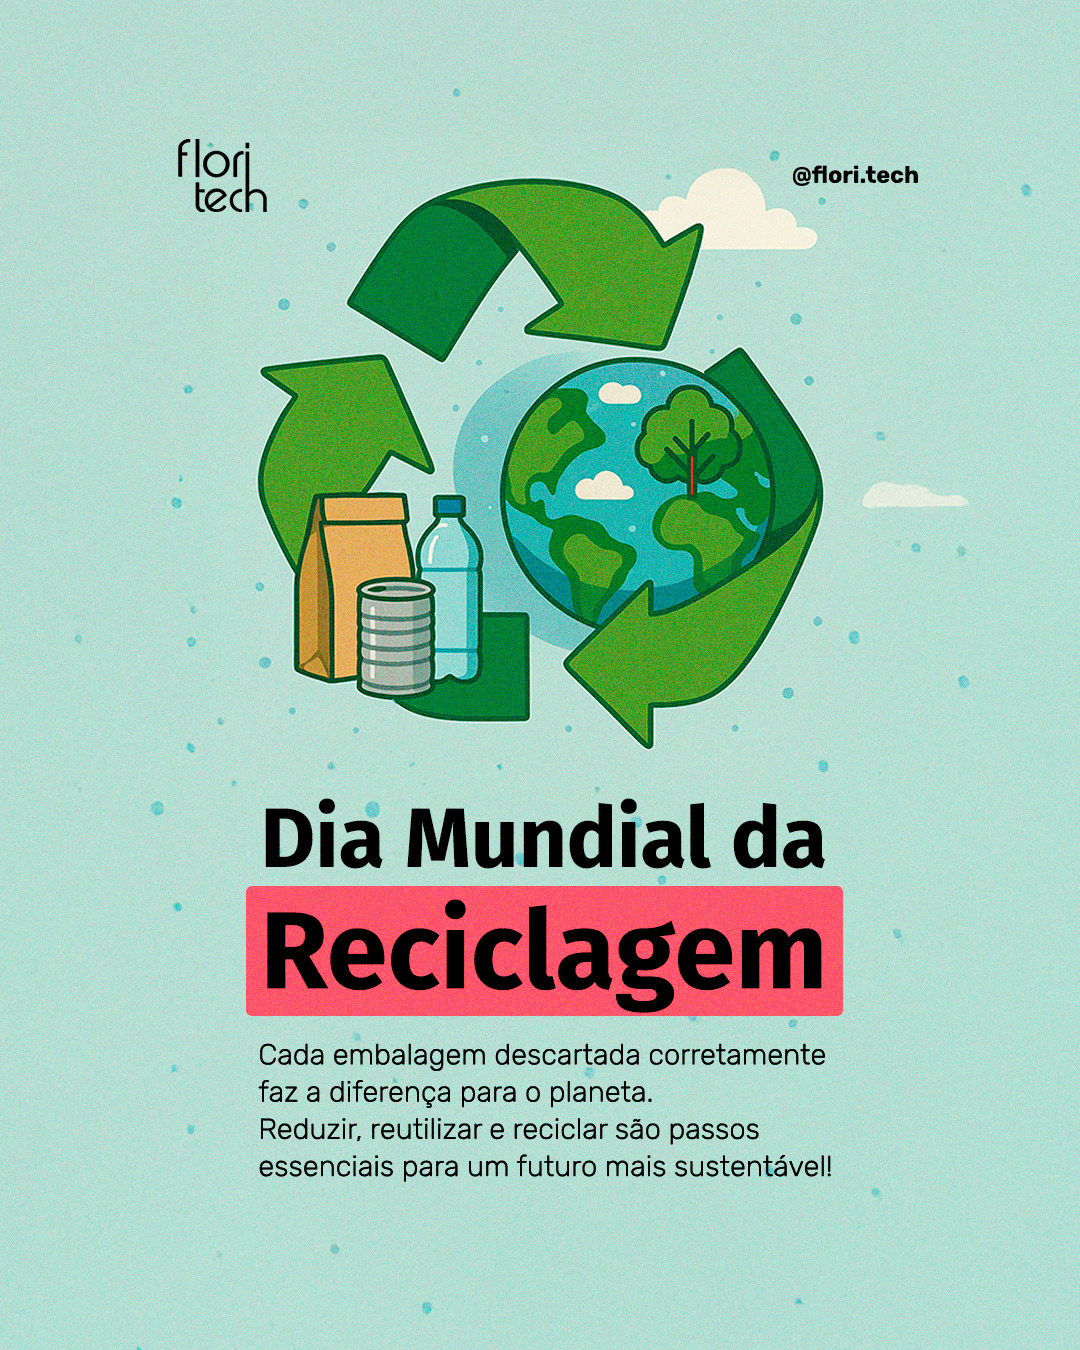 flori
tech
@flori.tech
Dia Mundial da
Reciclagem
Cada embalagem descartada corretamente
faz a diferença para o planeta.
Reduzir, reutilizar e reciclar são passos
essenciais para um futuro mais sustentável!